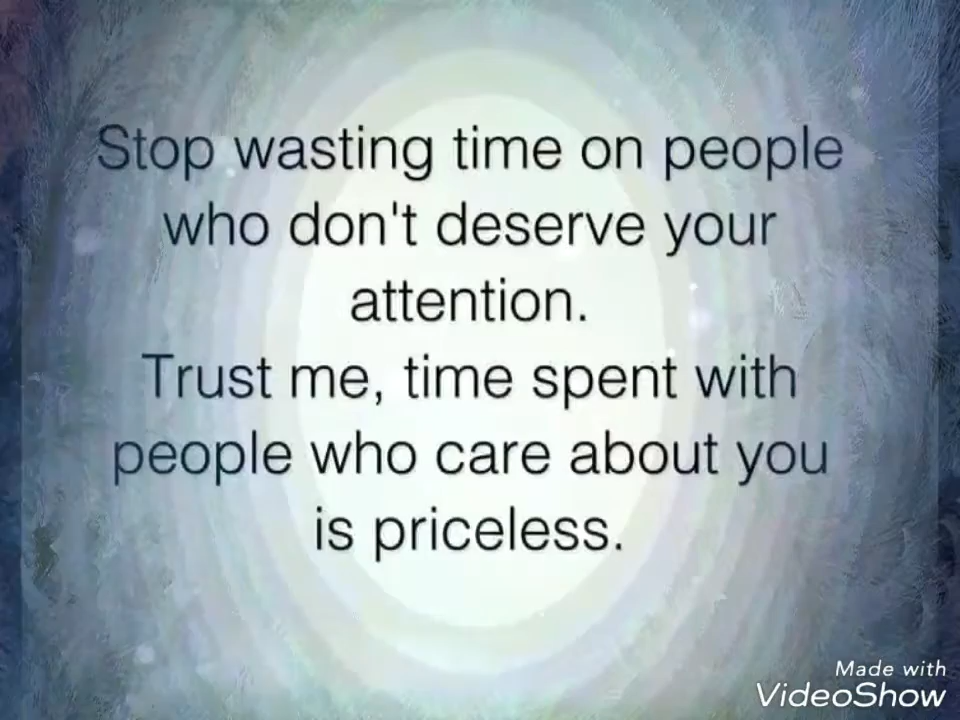 Stop wasting time on people
who don't deserve your
attention.
Trust me, time spent with
people who care about you
is priceless.
Made with
VideoShow